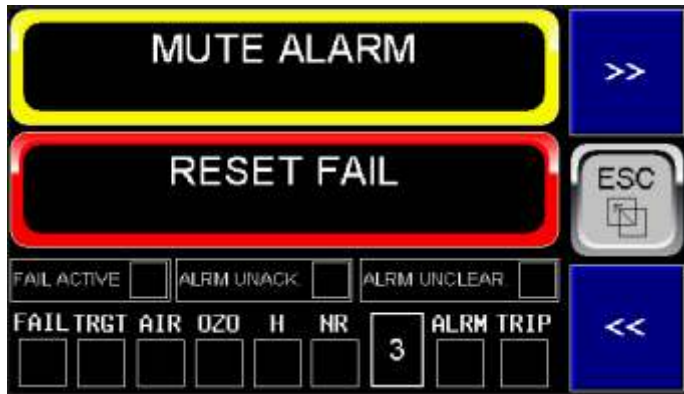 MUTE ALARM
>>
RESET FAIL
ESC
FAIL ACTIVE ALRM UNACK. ALRM UNCLEAR.
FAIL TRGT AIR OZO H NR 3 ALRM TRIP
<<